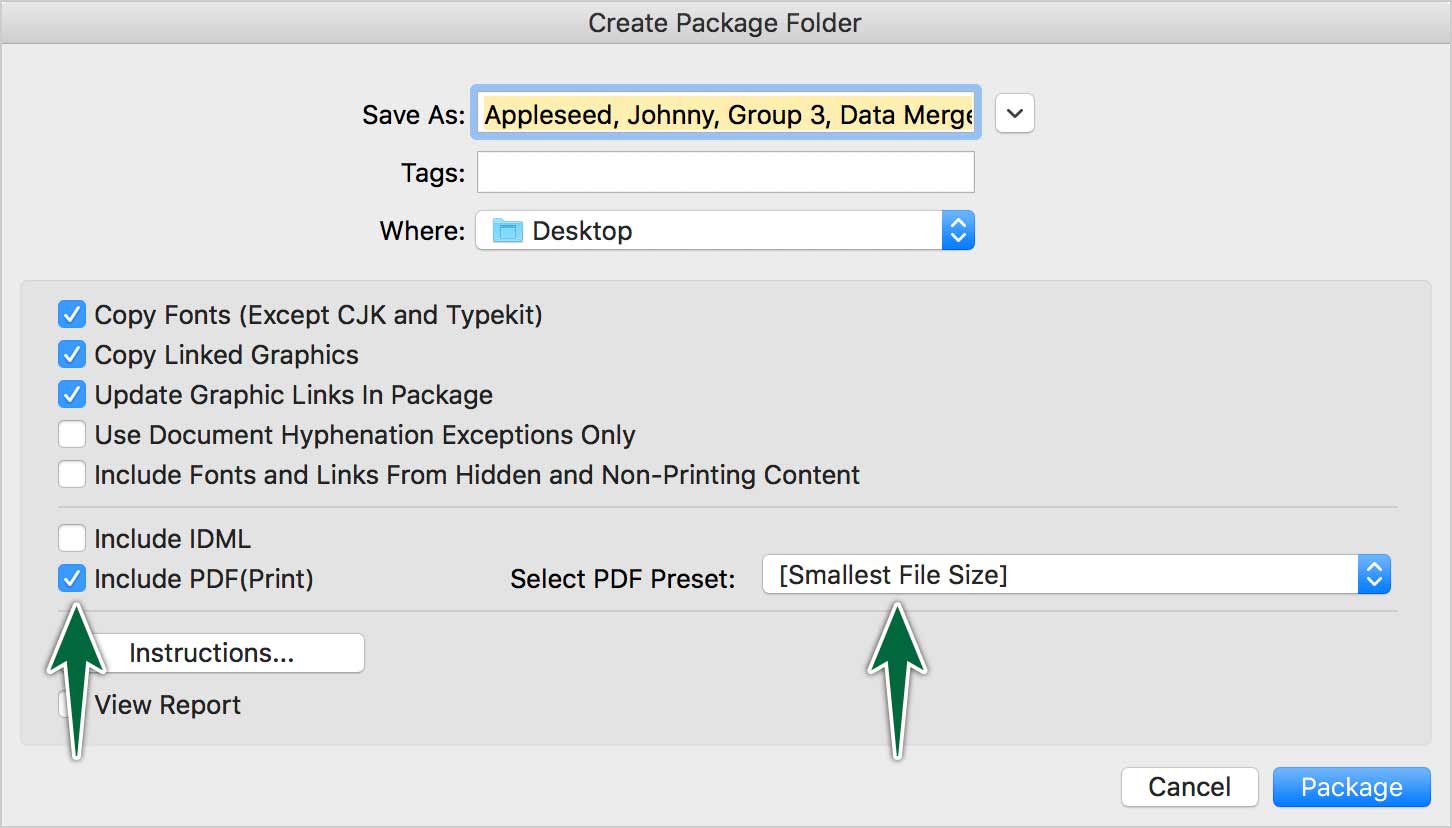 Create Package Folder
Save As: Appleseed, Johnny, Group 3, Data Merge
Tags:
Where: Desktop
Copy Fonts (Except CJK and Typekit)
Copy Linked Graphics
Update Graphic Links In Package
Use Document Hyphenation Exceptions Only
Include Fonts and Links From Hidden and Non-Printing Content
Include IDML
Include PDF(Print) Select PDF Preset: [Smallest File Size]
Instructions...
View Report
Cancel Package